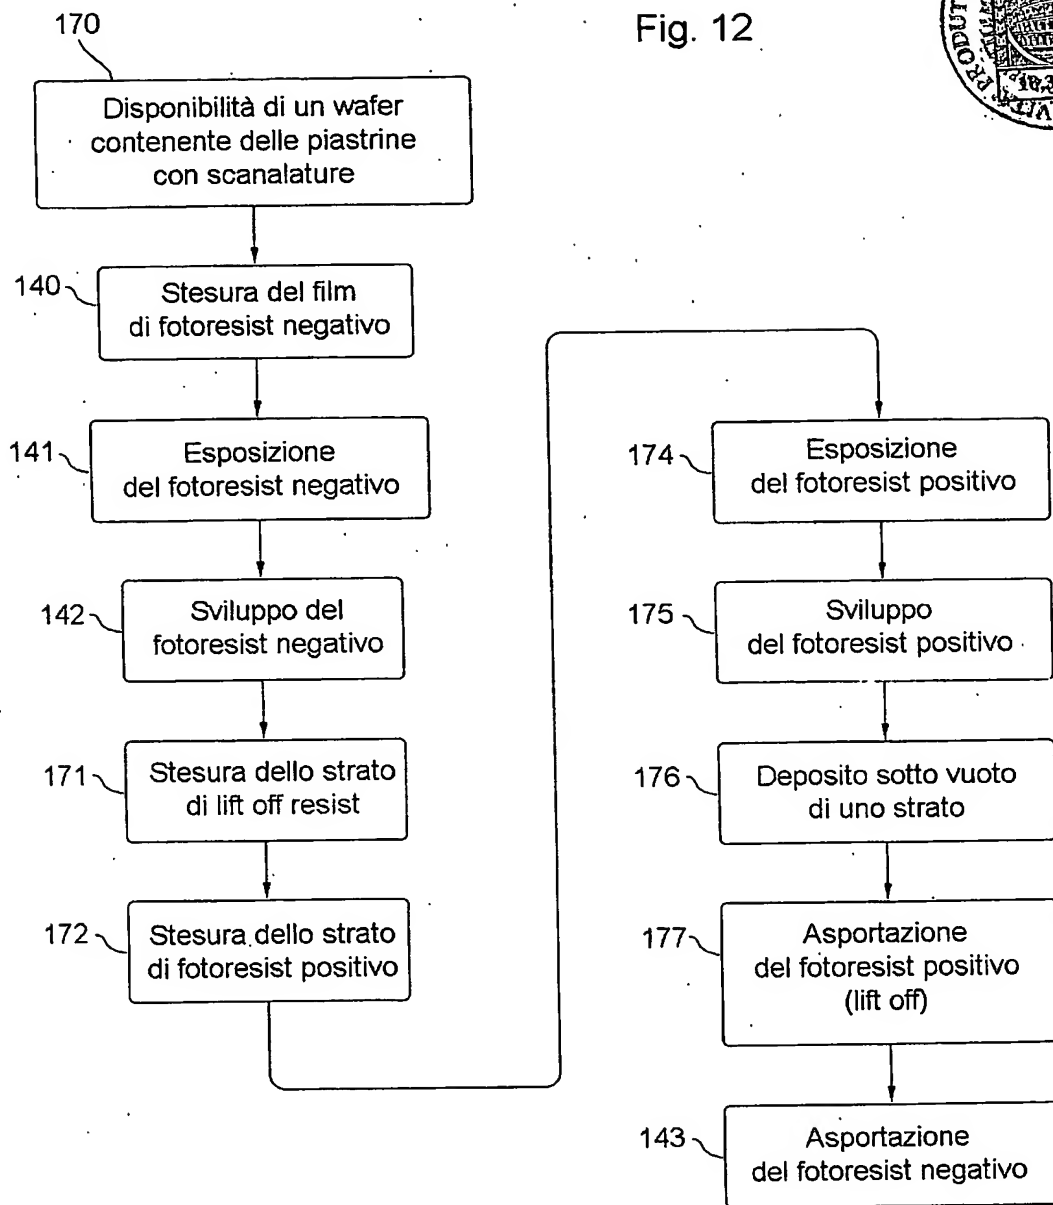 Fig. 12
170
Disponibilità di un wafer
contenente delle piastrine
con scanalature
140
Stesura del film
di fotoresist negativo
141
Esposizione
del fotoresist negativo
142
Sviluppo del
fotoresist negativo
171
Stesura dello strato
di lift off resist
172
Stesura dello strato
di fotoresist positivo
174
Esposizione
del fotoresist positivo
175
Sviluppo
del fotoresist positivo
176
Deposito sotto vuoto
di uno strato
177
Asportazione
del fotoresist positivo
(lift off)
143
Asportazione
del fotoresist negativo